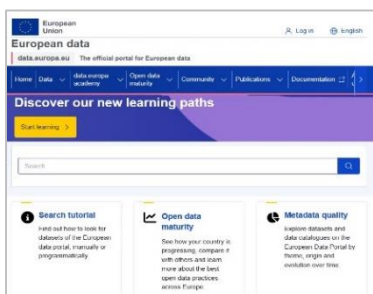 European
Union
Log in
English
European data
data.europa.eu The official portal for European data
Home
Data
data.europa
academy
Open data
maturity
Community
Publications
Documentation
Discover our new learning paths
Start learning >
Search
Search tutorial
Find out how to look for
datasets of the European
data portal, manually or
programmatically.
Open data
maturity
See how your country is
progressing, compare it
with others and learn
more about the best
open data practices
across Europe.
Metadata quality
Explore datasets and
data catalogues on the
European Data Portal by
theme, origin and
evolution over time.